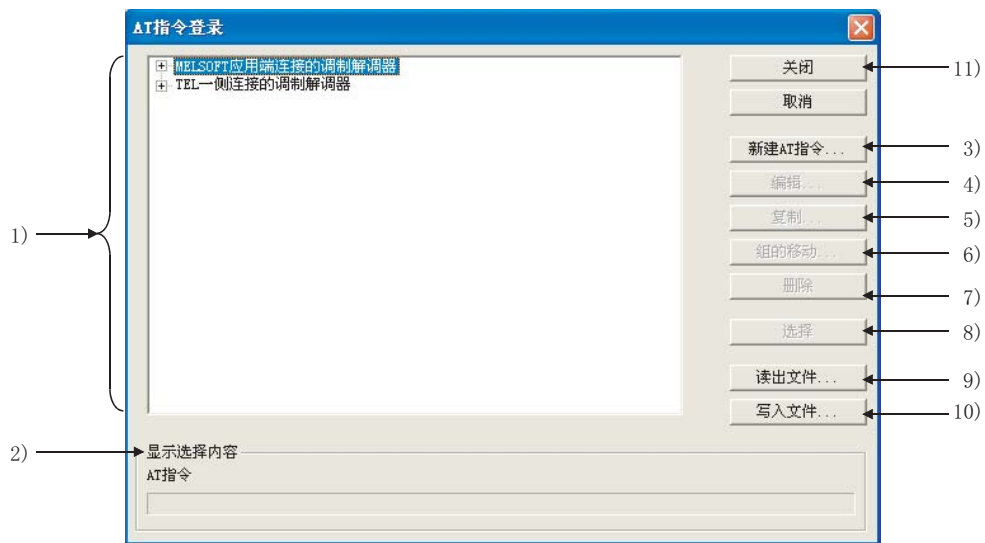 AT指令登录
MELSOFT应用端连接的调制解调器
TEL一侧连接的调制解调器
关闭
11)
取消
新建AT指令...
3)
编辑...
4)
复制...
5)
1)
组的移动...
6)
删除
7)
选择
8)
读出文件...
9)
写入文件...
10)
2)
显示选择内容
AT指令